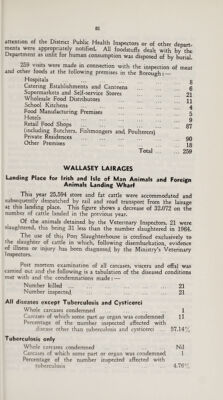 81
attention of the District Public Health Inspectors or of other depart-
ments were appropriately notified. All foodstuffs dealt with by the
Department as unfit for human consumption was disposed of by burial.
259 visits were made in connection with the inspection of meat
and other foods at the following premises in the Borough:—
Hospitals ... 8
Catering Establishments and Canteens ... 6
Supermarkets and Self-service Stores ... 21
Wholesale Food Distributors ... 11
School Kitchens ... 4
Food Manufacturing Premises ... 5
Hotels ... 9
Retail Food Shops ... 87
(including Butchers, Fishmongers and Poulterers)
Private Residences ... 90
Other Premises ... 18
Total ... 259
WALLASEY LAIRAGES
Landing Place for Irish and Isle of Man Animals and Foreign
Animals Landing Wharf
This year 25,594 store and fat cattle were accommodated and
subsequently despatched by rail and road transport from the lairage
at this landing place. This figure shows a decrease of 32,072 on the
number of cattle landed in the previous year.
Of the animals detained by the Veterinary Inspectors, 21 were
slaughtered, this being 31 less than the number slaughtered in 1964.
The use of this Port Slaughterhouse is confined exclusively to
the slaughter of cattle in which, following disembarkation, evidence
of illness or injury has been diagnosed by the Ministry's Veterinary
Inspectors.
Post mortem examination of all carcases, viscera and offal was
carried out and the following is a tabulation of the diseased conditions
met with and the condemnations made:—
Number killed ... 21
Number inspected ... 21
All diseases except Tuberculosis and Cysticerci
Whole carcases condemned ... 1
Carcases of which some part or organ was condemned ... 11
Percentage of the number inspected affected with
disease other than tuberculosis and cysticerci ... 57.14%
Tuberculosis only
Whole carcases condemned ... Nil
Carcases of which some part or organ was condemned ... 1
Percentage of the number inspected affected with
tuberculosis ... 4.76%